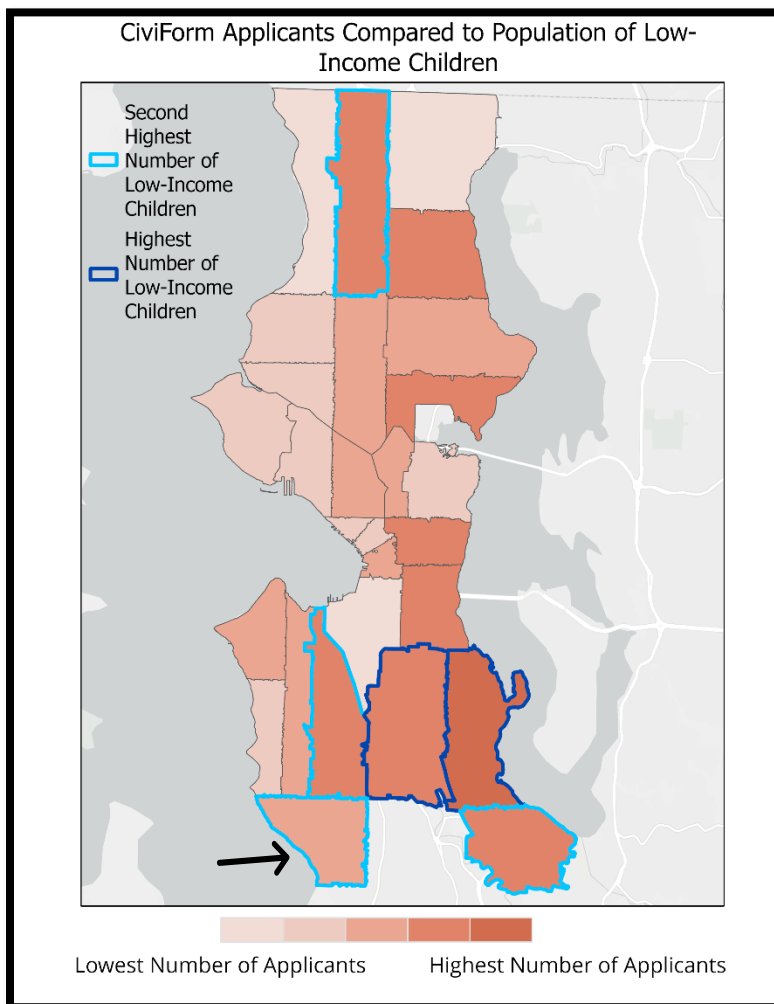 CiviForm Applicants Compared to Population of Low-
Income Children
Second
Highest
Number of
Low-Income
Children
Highest
Number of
Low-Income
Children
Lowest Number of Applicants
Highest Number of Applicants